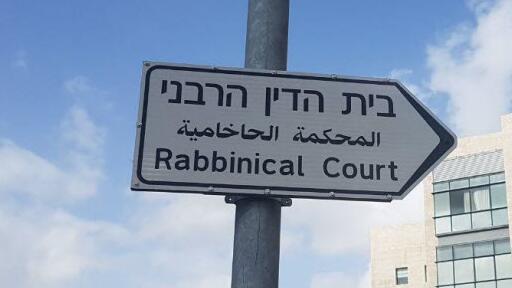 בית הדין הרבני
المحكمة الحاخامية
Rabbinical Court